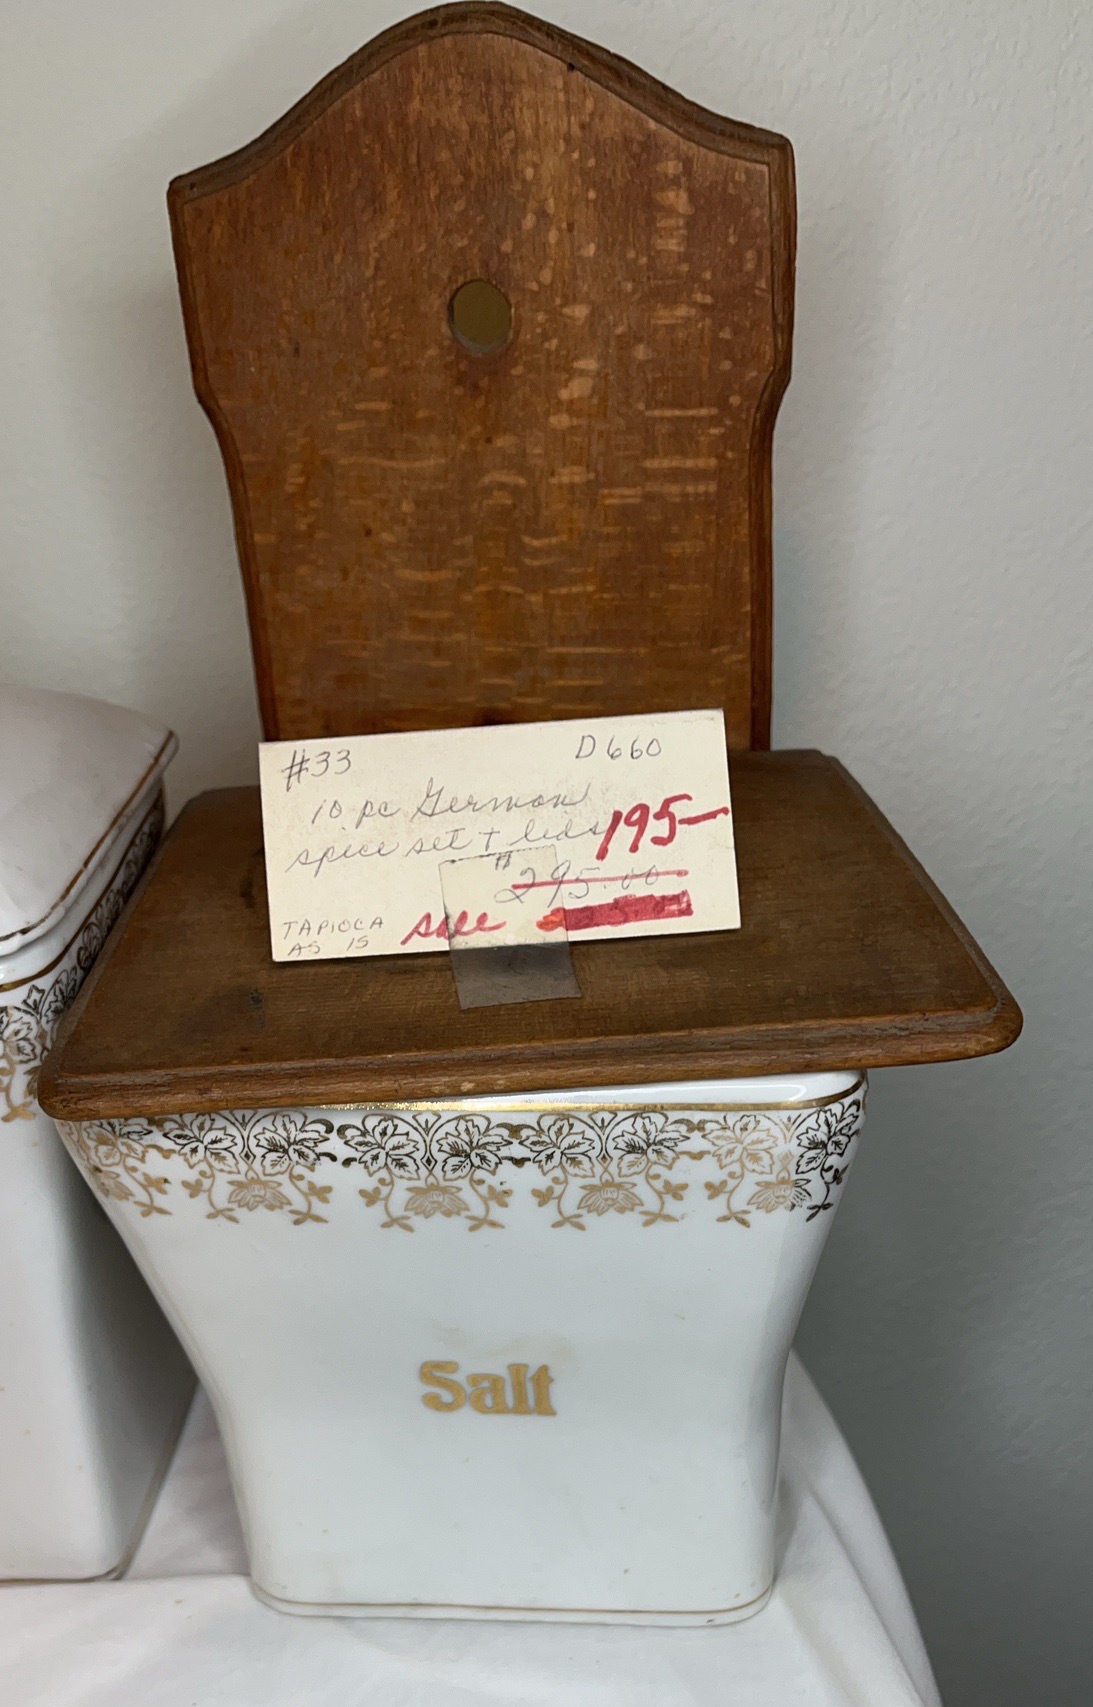 #33 D660
10 pc German
spice set + lids 195-
$295.00
TAPIOCA sale
AS IS
Salt